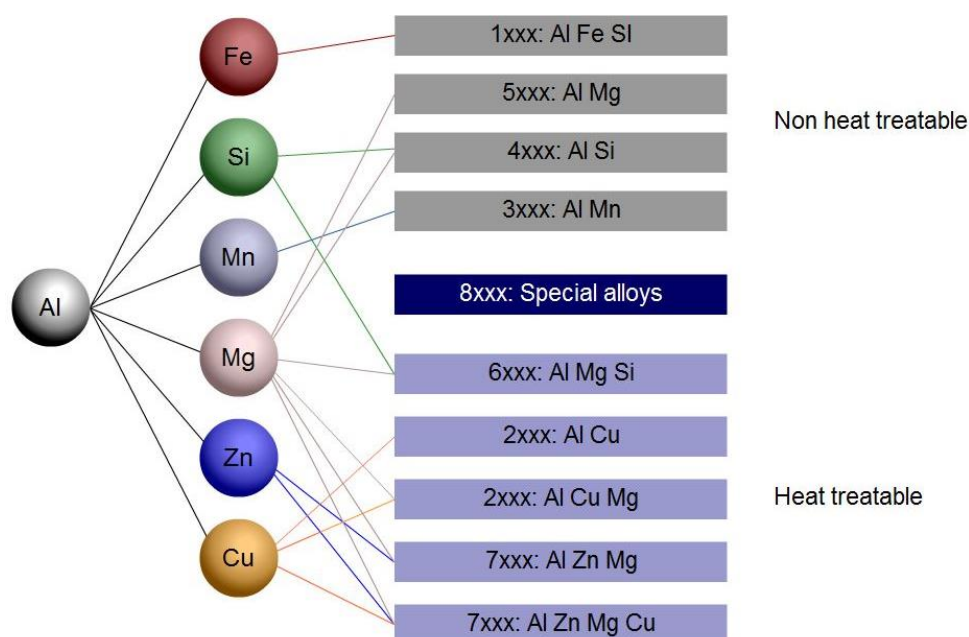 Al
Fe
Si
Mn
Mg
Zn
Cu
1xxx: Al Fe SI
5xxx: Al Mg
4xxx: Al Si
3xxx: Al Mn
8xxx: Special alloys
6xxx: Al Mg Si
2xxx: Al Cu
2xxx: Al Cu Mg
7xxx: Al Zn Mg
7xxx: Al Zn Mg Cu
Non heat treatable
Heat treatable